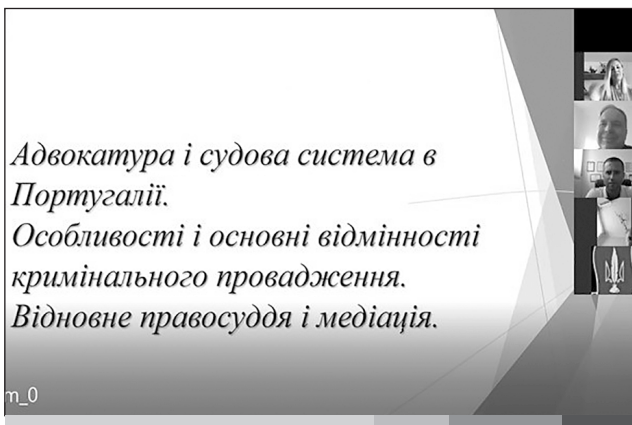 Адвокатура і судова система в
Португалії.
Особливості і основні відмінності
кримінального провадження.
Відновне правосуддя і медіація.
m_0